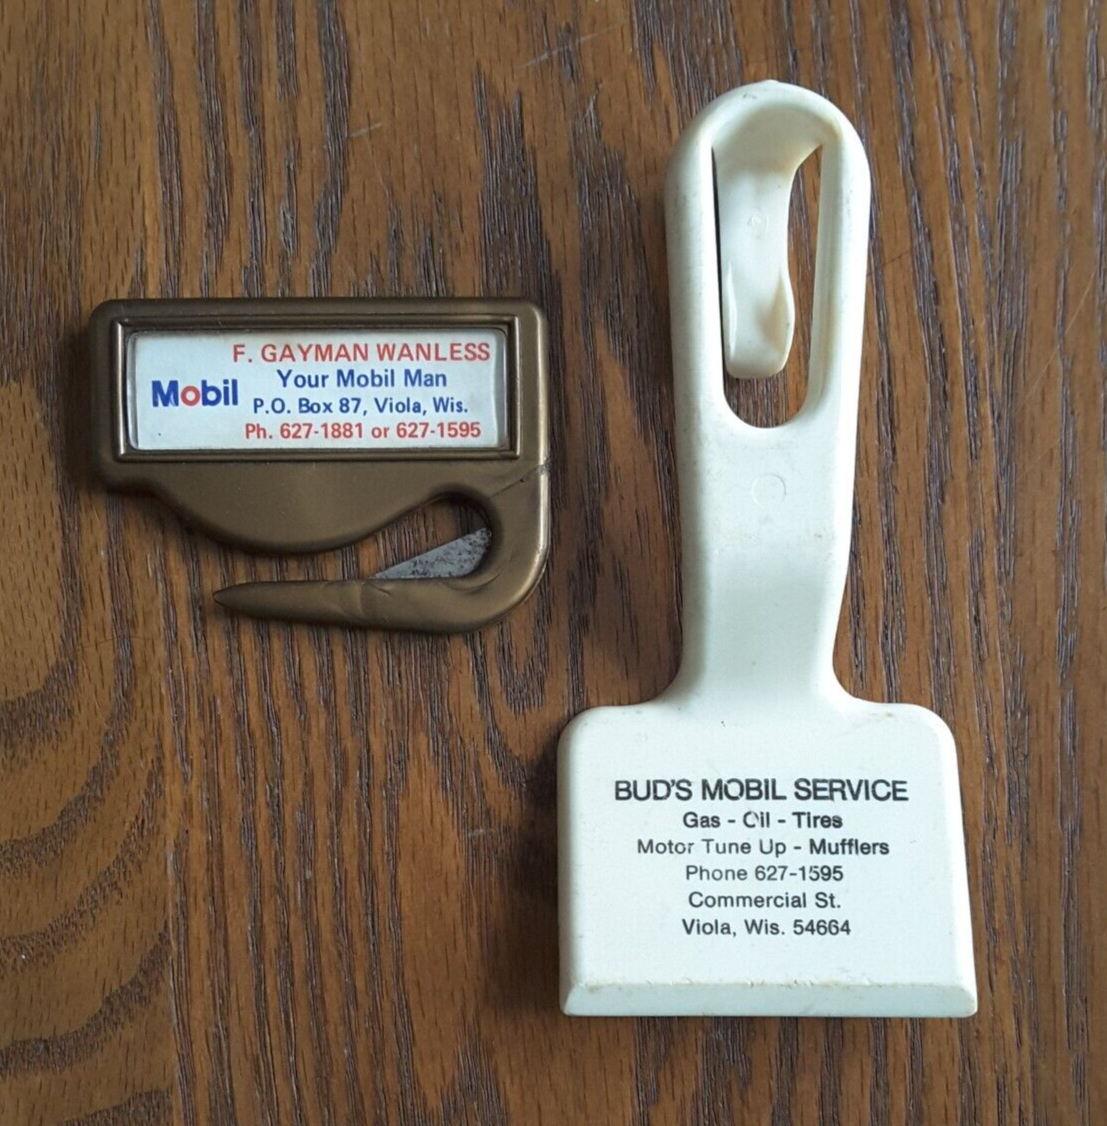 F. GAYMAN WANLESS
Mobil
Your Mobil Man
P.O. Box 87, Viola, Wis.
Ph. 627-1881 or 627-1595
BUD'S MOBIL SERVICE
Gas - Oil - Tires
Motor Tune Up - Mufflers
Phone 627-1595
Commercial St.
Viola, Wis. 54664